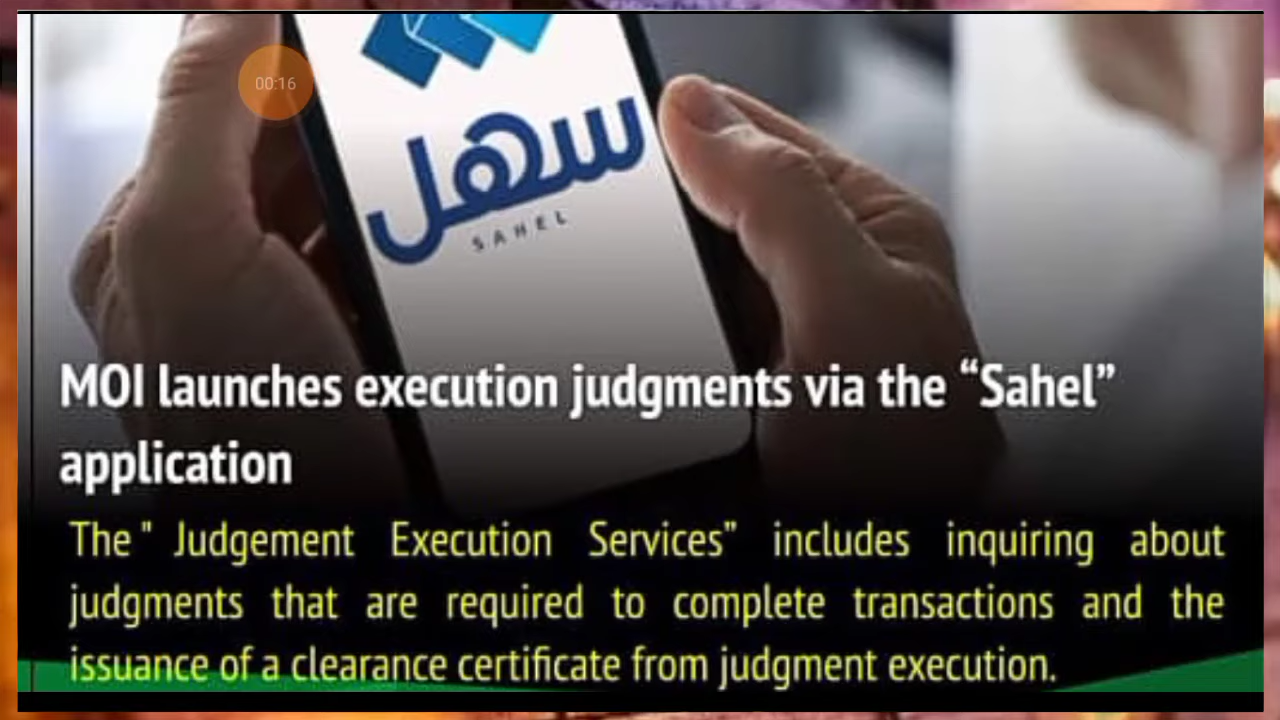 00:16
سهل
SAHEL
MOI launches execution judgments via the “Sahel”
application
The " Judgement Execution Services" includes inquiring about
judgments that are required to complete transactions and the
issuance of a clearance certificate from judgment execution.